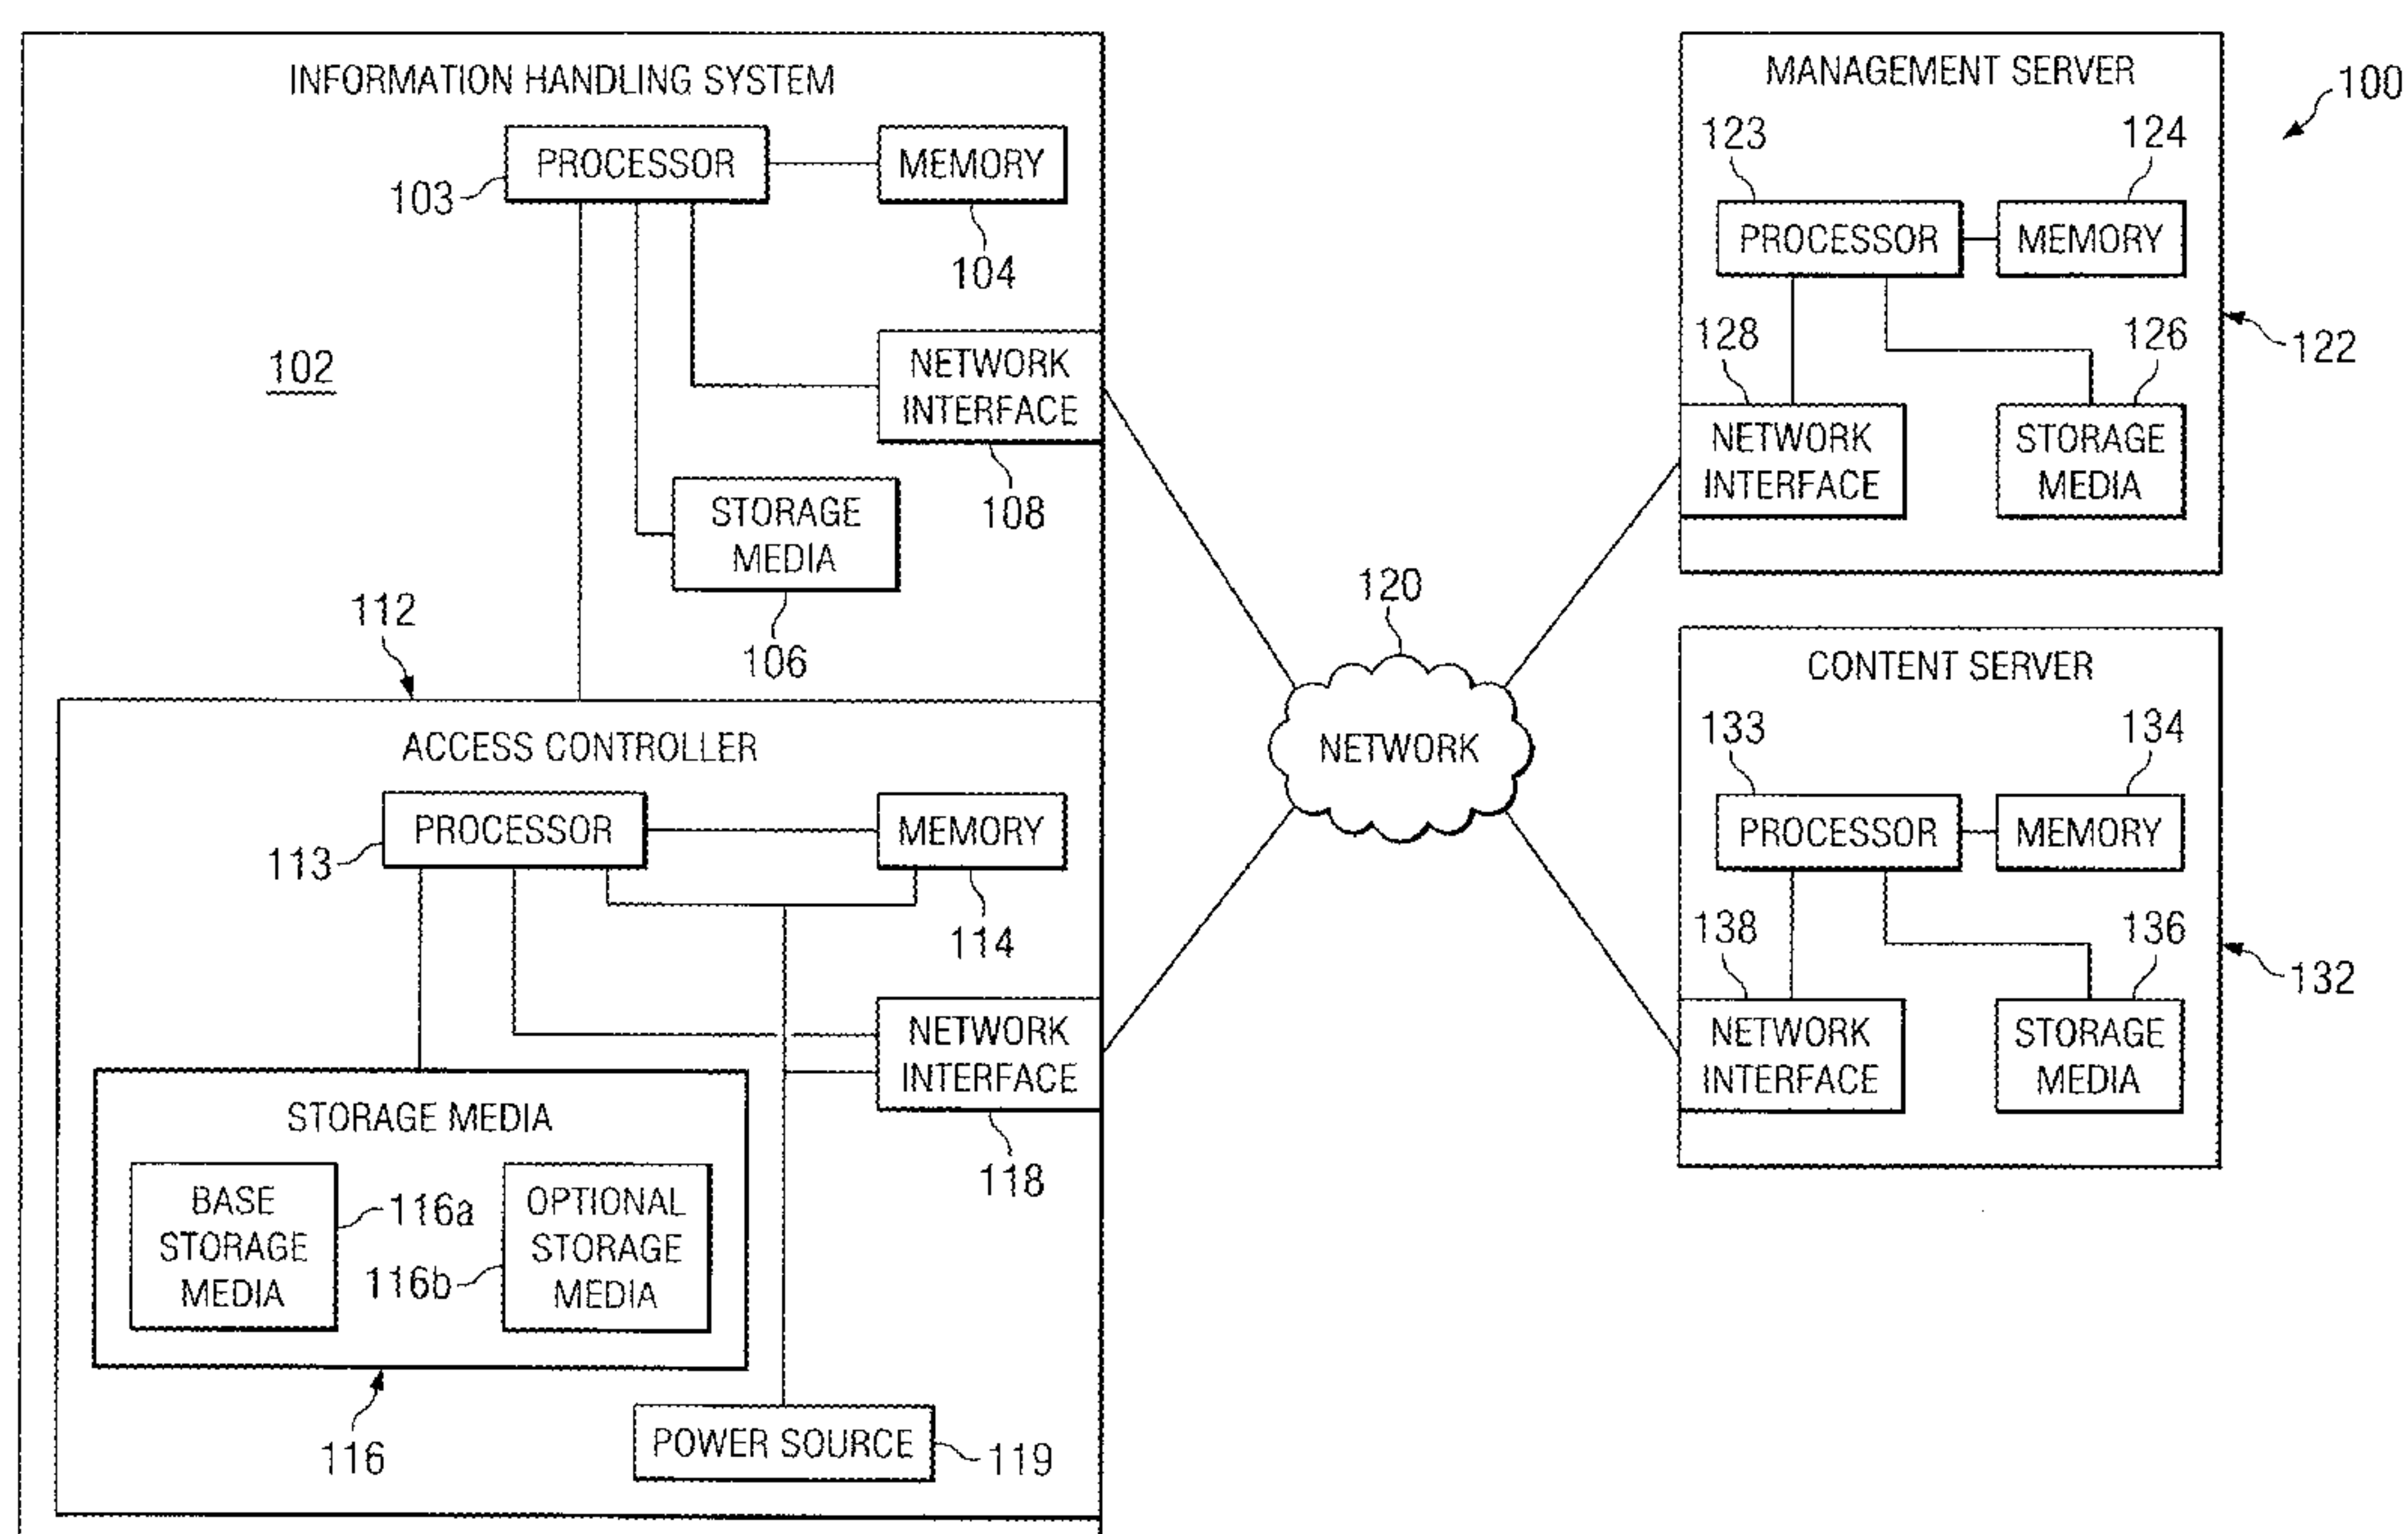 INFORMATION HANDLING SYSTEM
PROCESSOR
103
MEMORY
104
102
NETWORK
INTERFACE
108
STORAGE
MEDIA
106
112
ACCESS CONTROLLER
PROCESSOR
113
MEMORY
114
NETWORK
INTERFACE
118
STORAGE MEDIA
BASE
STORAGE
MEDIA
116a
OPTIONAL
STORAGE
MEDIA
116b
116
POWER SOURCE
119
120
NETWORK
MANAGEMENT SERVER
100
123
124
PROCESSOR
MEMORY
128
126
122
NETWORK
INTERFACE
STORAGE
MEDIA
CONTENT SERVER
133
134
PROCESSOR
MEMORY
138
136
132
NETWORK
INTERFACE
STORAGE
MEDIA